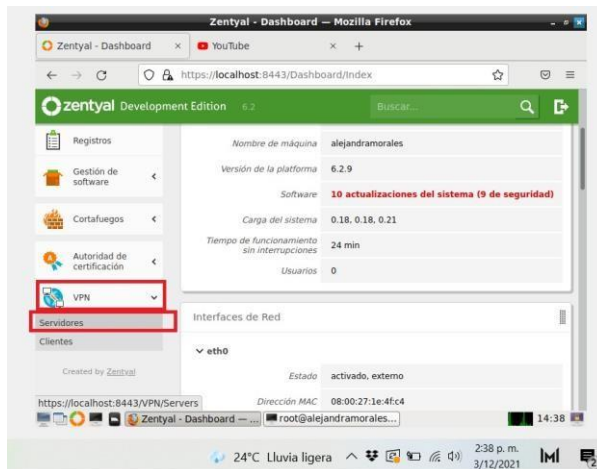 Zentyal - Dashboard — Mozilla Firefox
Zentyal - Dashboard × YouTube × +
https://localhost:8443/Dashboard/Index
zentyal Development Edition 6.2 Buscar...
Registros
Gestión de software
Cortafuegos
Autoridad de certificación
VPN
Servidores
Clientes
Created by Zentyal
Nombre de máquina alejandramorales
Versión de la plataforma 6.2.9
Software 10 actualizaciones del sistema (9 de seguridad)
Carga del sistema 0.18, 0.18, 0.21
Tiempo de funcionamiento sin interrupciones 24 min
Usuarios 0
Interfaces de Red
eth0
Estado activado, externo
Dirección MAC 08:00:27:1e:4f:c4
https://localhost:8443/VPN/Servers
Zentyal - Dashboard — ... root@alejandramorales... 14:38
24°C Lluvia ligera 2:38 p. m.
3/12/2021
2